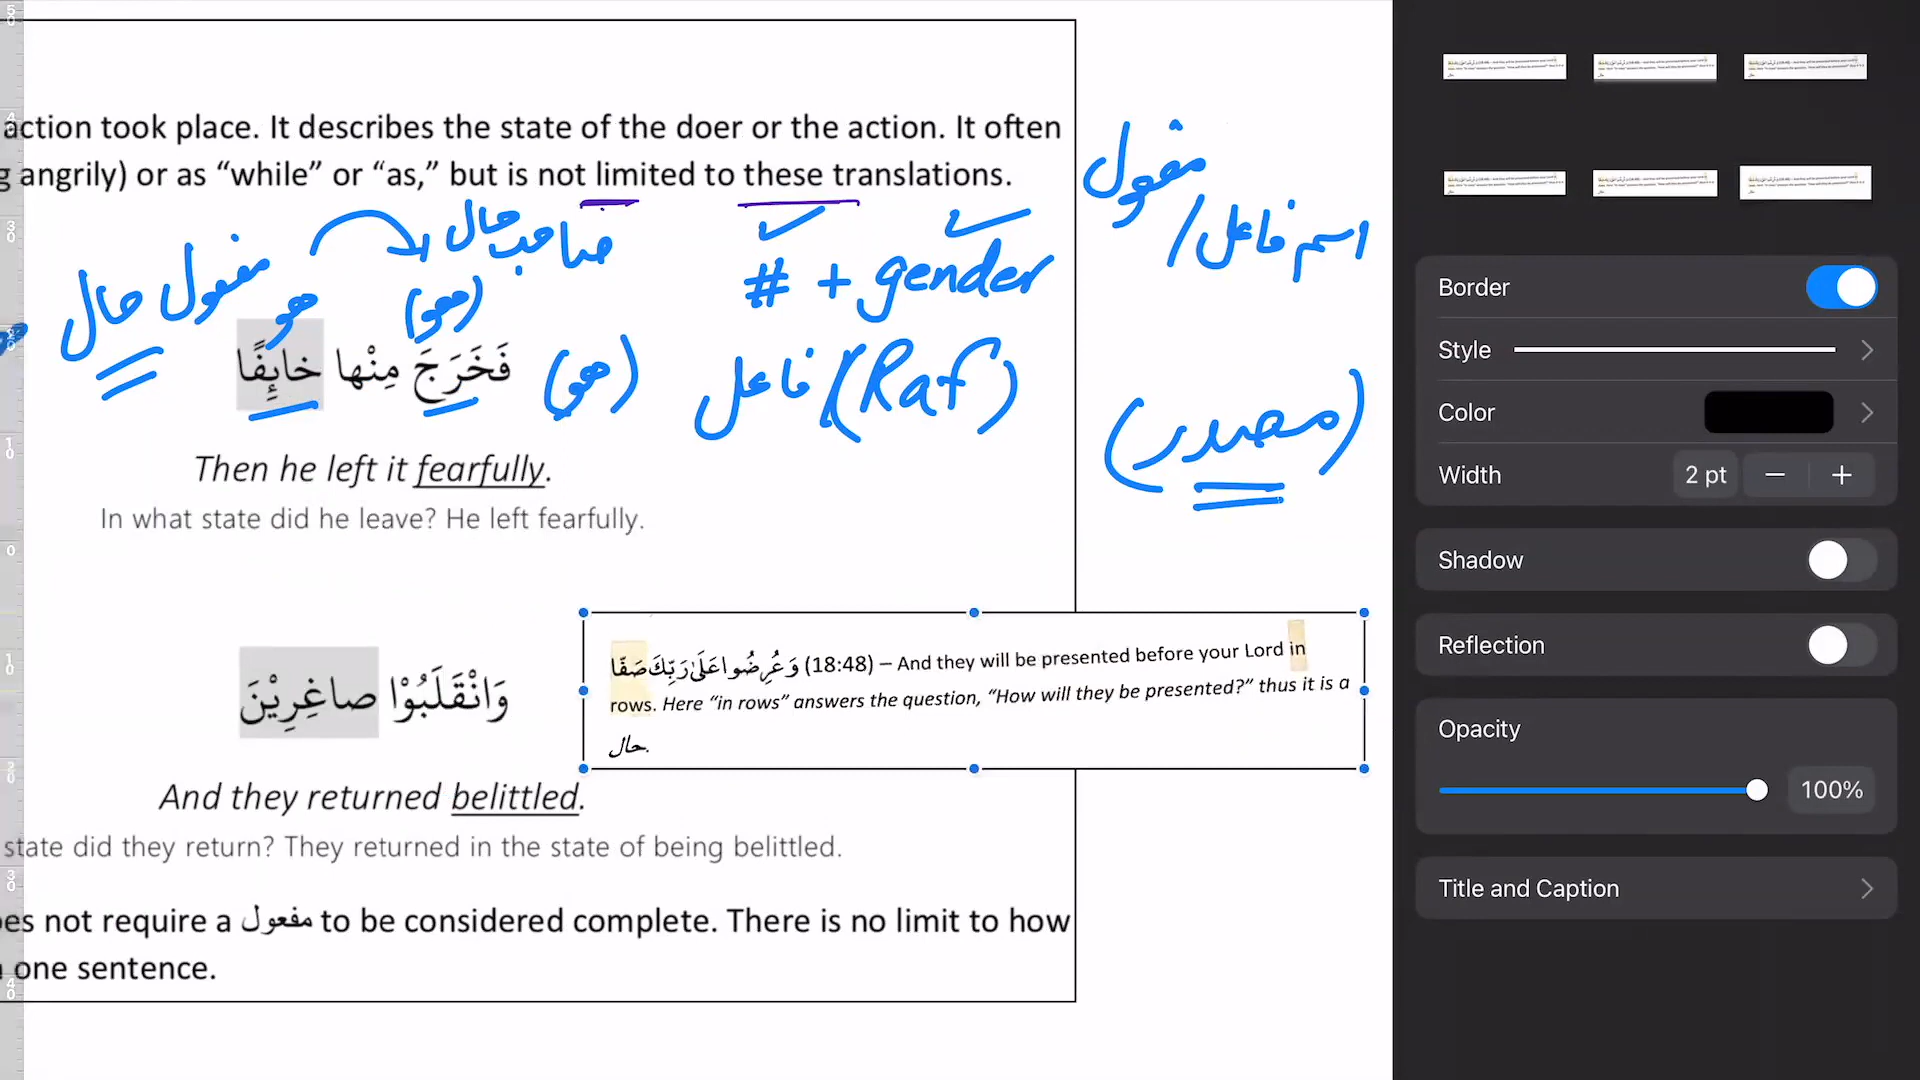 action took place. It describes the state of the doer or the action. It often
g angrily) or as “while” or “as,” but is not limited to these translations.
مفعول
اسم فاعل/
مفعول حال
صاحب حال
# + gender
هو
(هو)
فَخَرَجَ مِنْها خائِفًا
(هو)
فاعل (Raf)
(مصدر)
Then he left it fearfully.
In what state did he leave? He left fearfully.
وَعُرِضُوا عَلَىٰ رَبِّكَ صَفًّا (18:48) – And they will be presented before your Lord in
rows. Here “in rows” answers the question, “How will they be presented?” thus it is a
حال.
وَانْقَلَبُوْا صاغِرِيْنَ
And they returned belittled.
state did they return? They returned in the state of being belittled.
es not require a مفعول to be considered complete. There is no limit to how
one sentence.
Border
Style
Color
Width 2 pt − +
Shadow
Reflection
Opacity
100%
Title and Caption